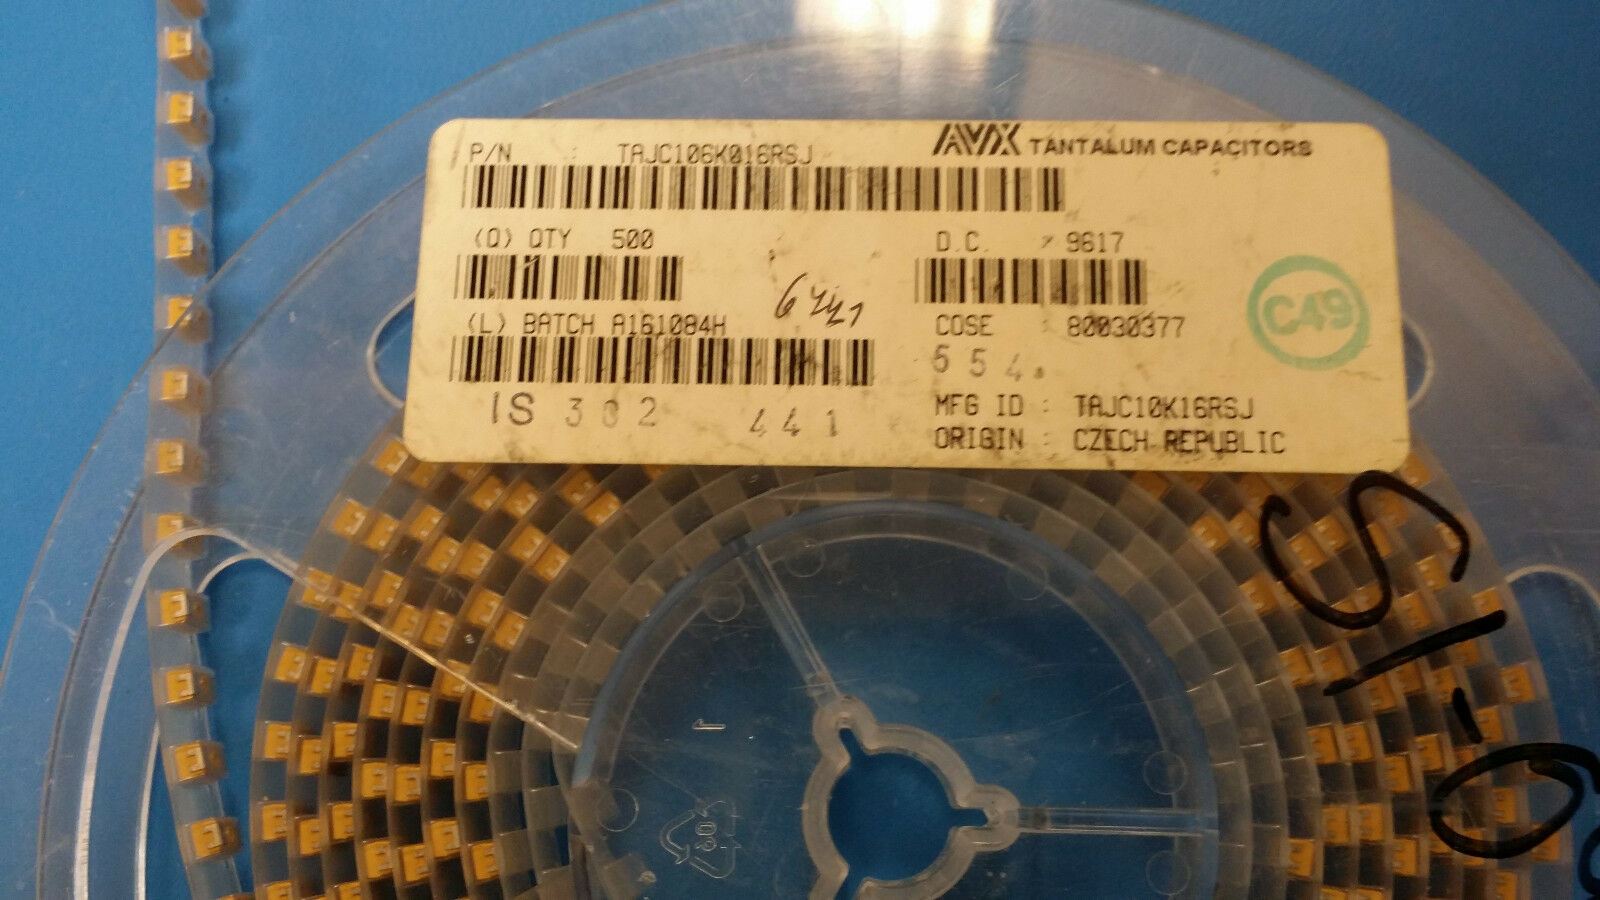 AVX TANTALUM CAPACITORS
P/N : TAJC106K016RSJ
(Q) QTY 500
D.C. 9617
(L) BATCH A161084H
COSE : 80030377
C49
554.
IS 302 441
MFG ID : TAJC10K16RSJ
ORIGIN : CZECH REPUBLIC